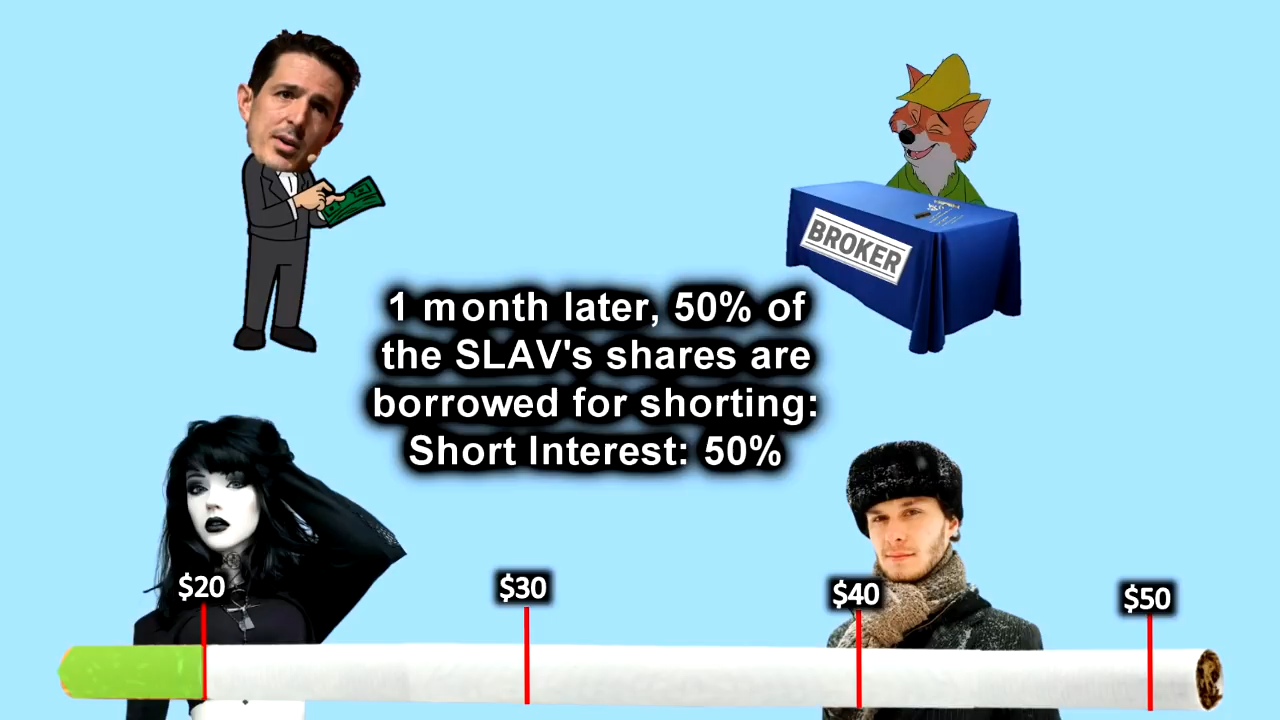 BROKER
1 month later, 50% of
the SLAV's shares are
borrowed for shorting:
Short Interest: 50%
$20
$30
$40
$50